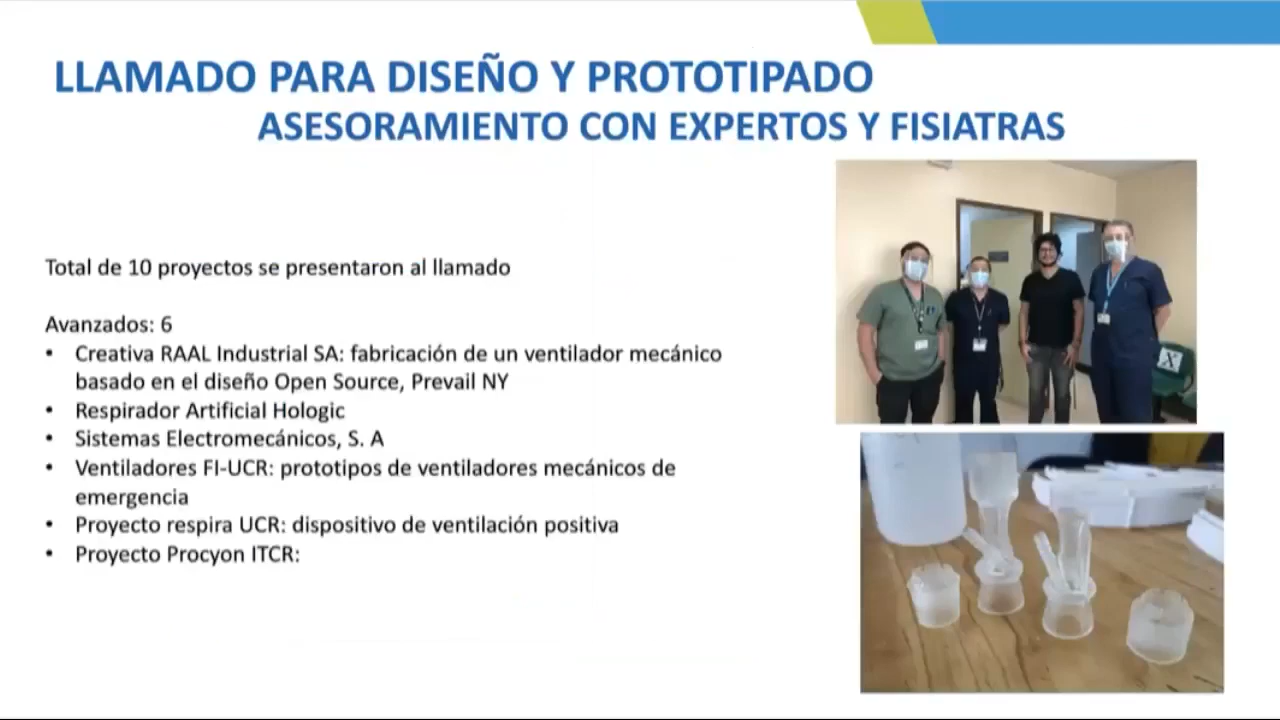 LLAMADO PARA DISEÑO Y PROTOTIPADO
ASESORAMIENTO CON EXPERTOS Y FISIATRAS
Total de 10 proyectos se presentaron al llamado
Avanzados: 6
• Creativa RAAL Industrial SA: fabricación de un ventilador mecánico
basado en el diseño Open Source, Prevail NY
• Respirador Artificial Hologic
• Sistemas Electromecánicos, S. A
• Ventiladores FI-UCR: prototipos de ventiladores mecánicos de
emergencia
• Proyecto respira UCR: dispositivo de ventilación positiva
• Proyecto Procyon ITCR:
X